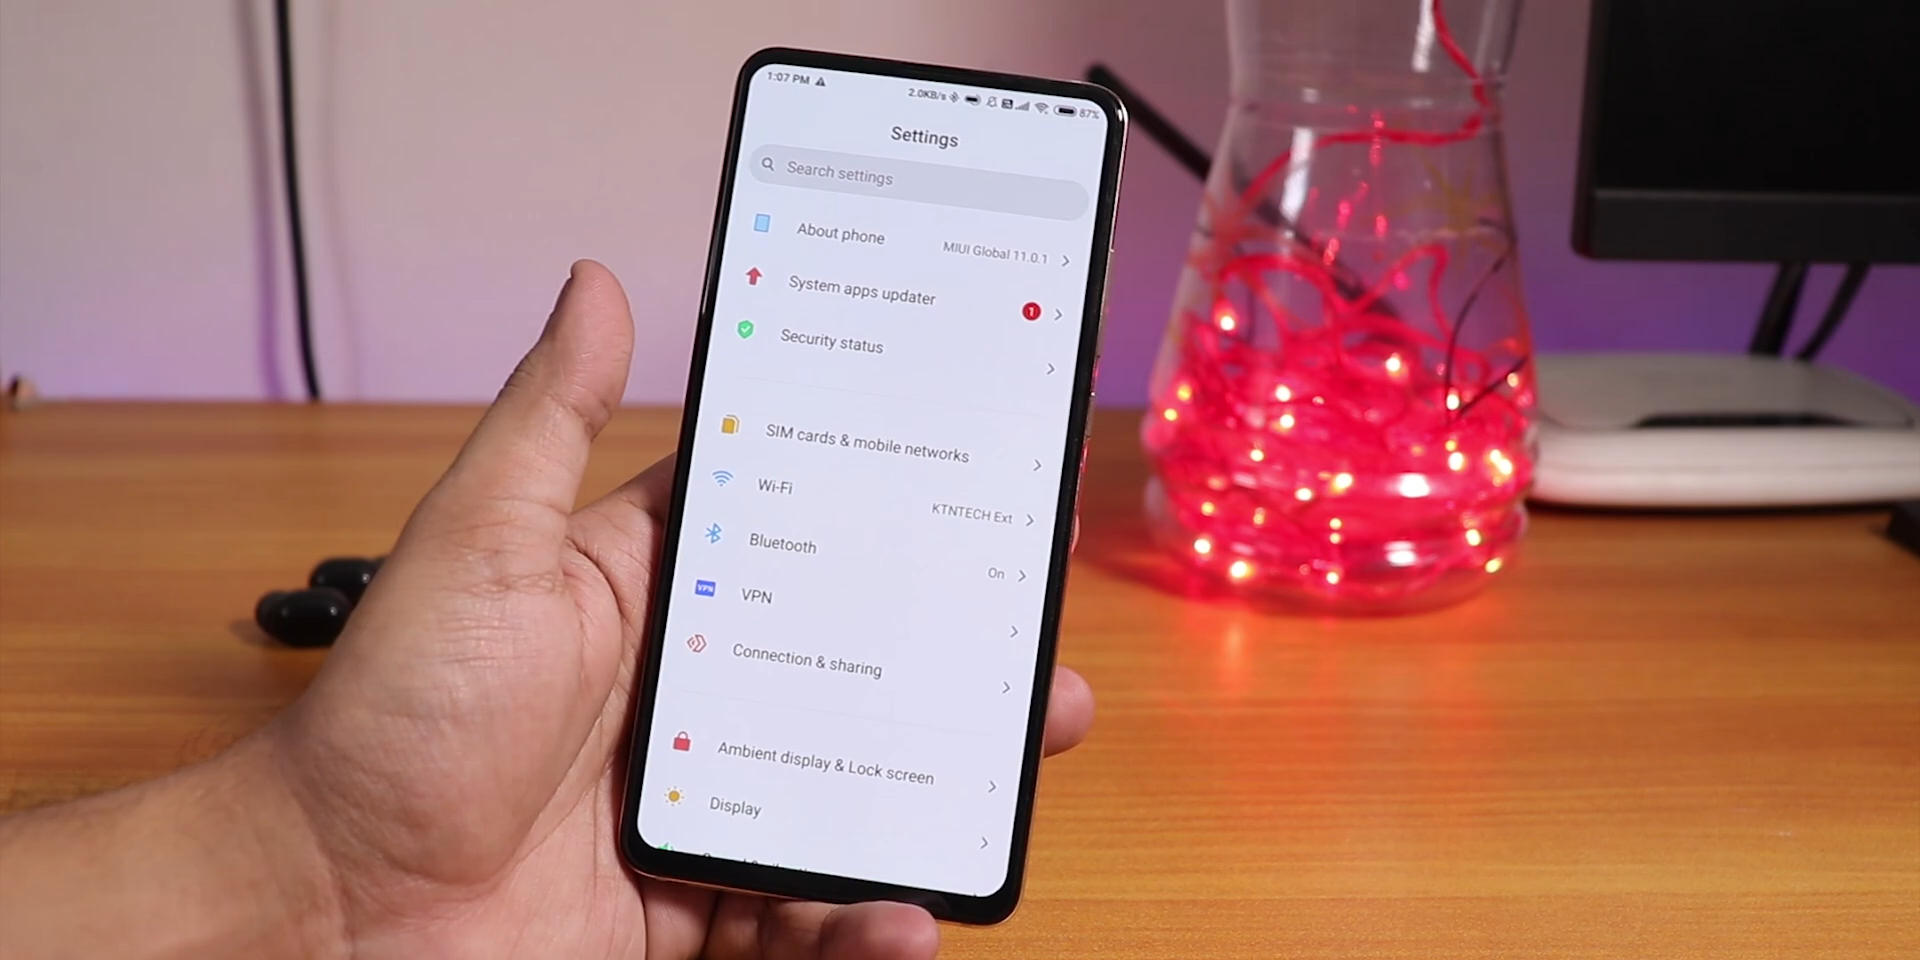 1:07 PM
2.0KB/s 87%
Settings
Search settings
About phone MIUI Global 11.0.1
System apps updater 1
Security status
SIM cards & mobile networks
Wi-Fi KTNTECH Ext
Bluetooth On
VPN VPN
Connection & sharing
Ambient display & Lock screen
Display